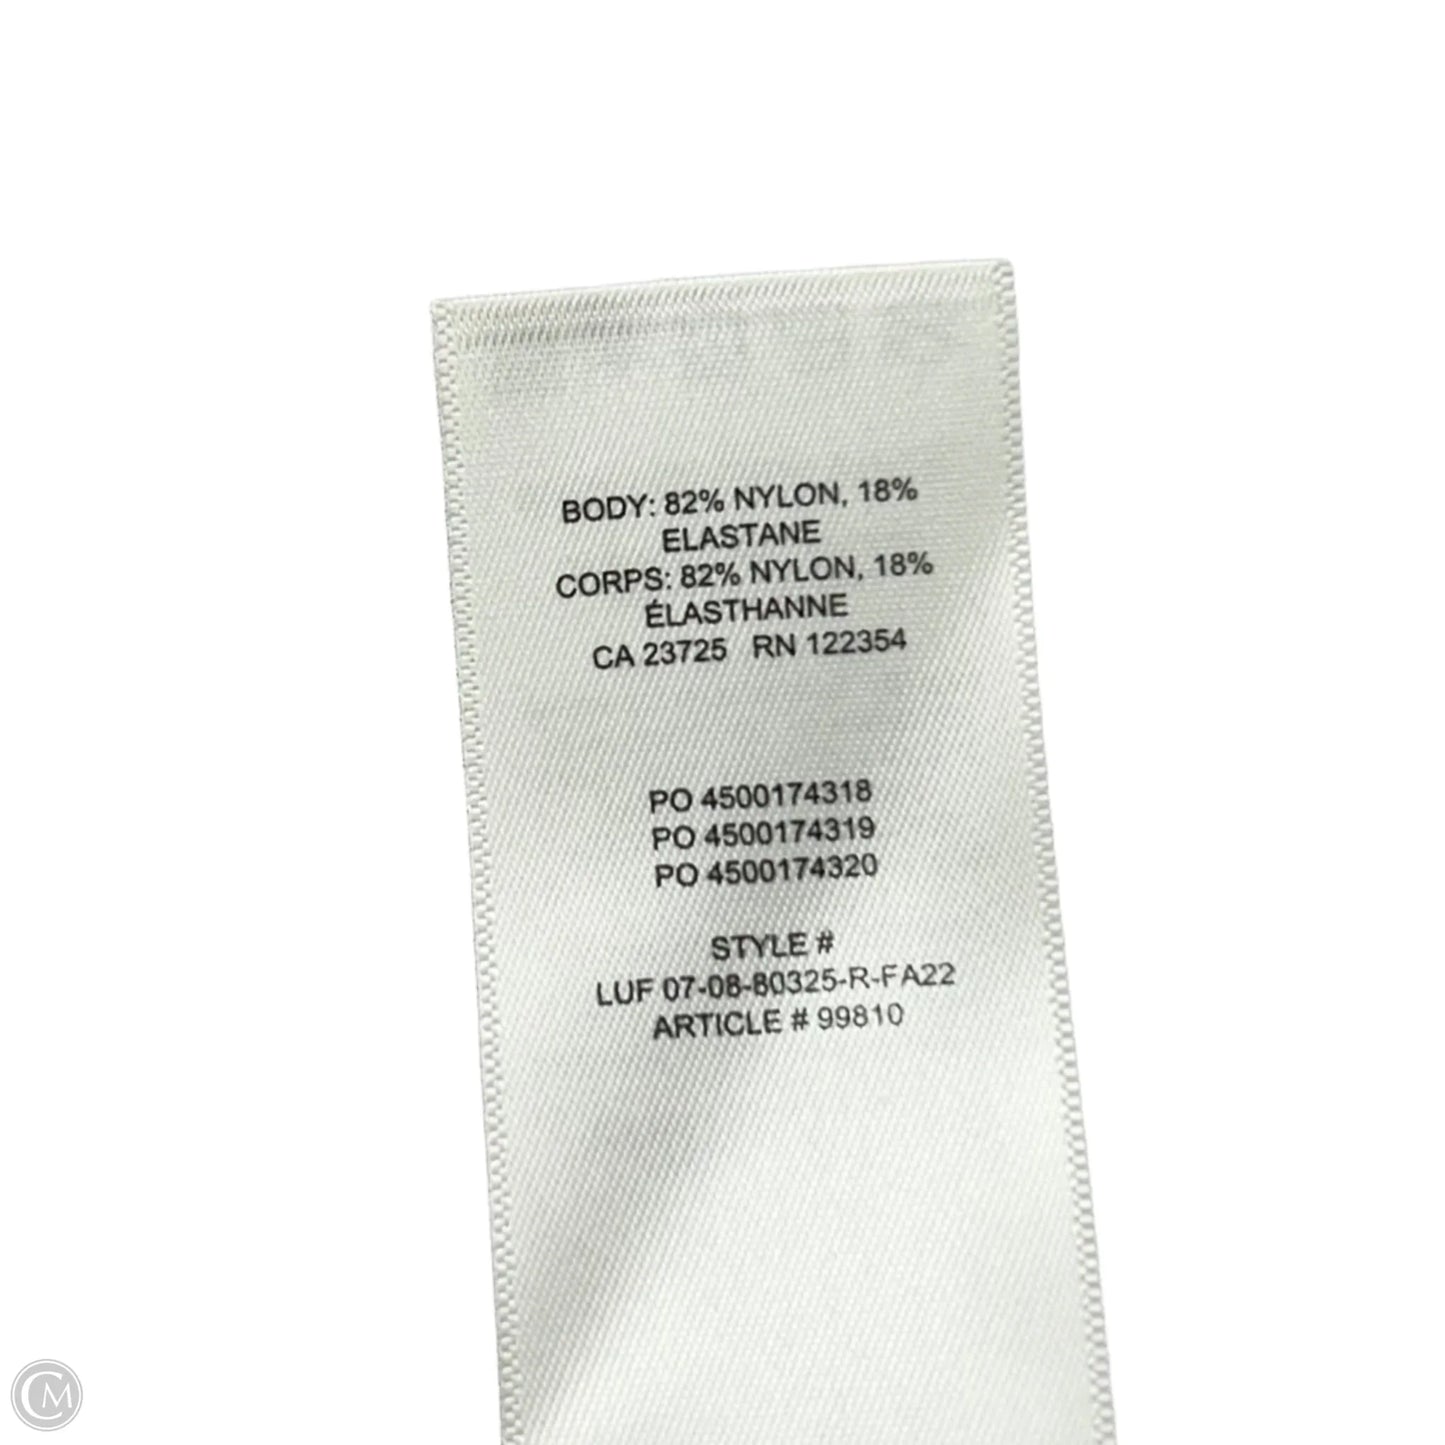 BODY: 82% NYLON, 18%
ELASTANE
CORPS: 82% NYLON, 18%
ÉLASTHANNE
CA 23725 RN 122354
PO 4500174318
PO 4500174319
PO 4500174320
STYLE #
LUF 07-08-80325-R-FA22
ARTICLE # 99810
CM